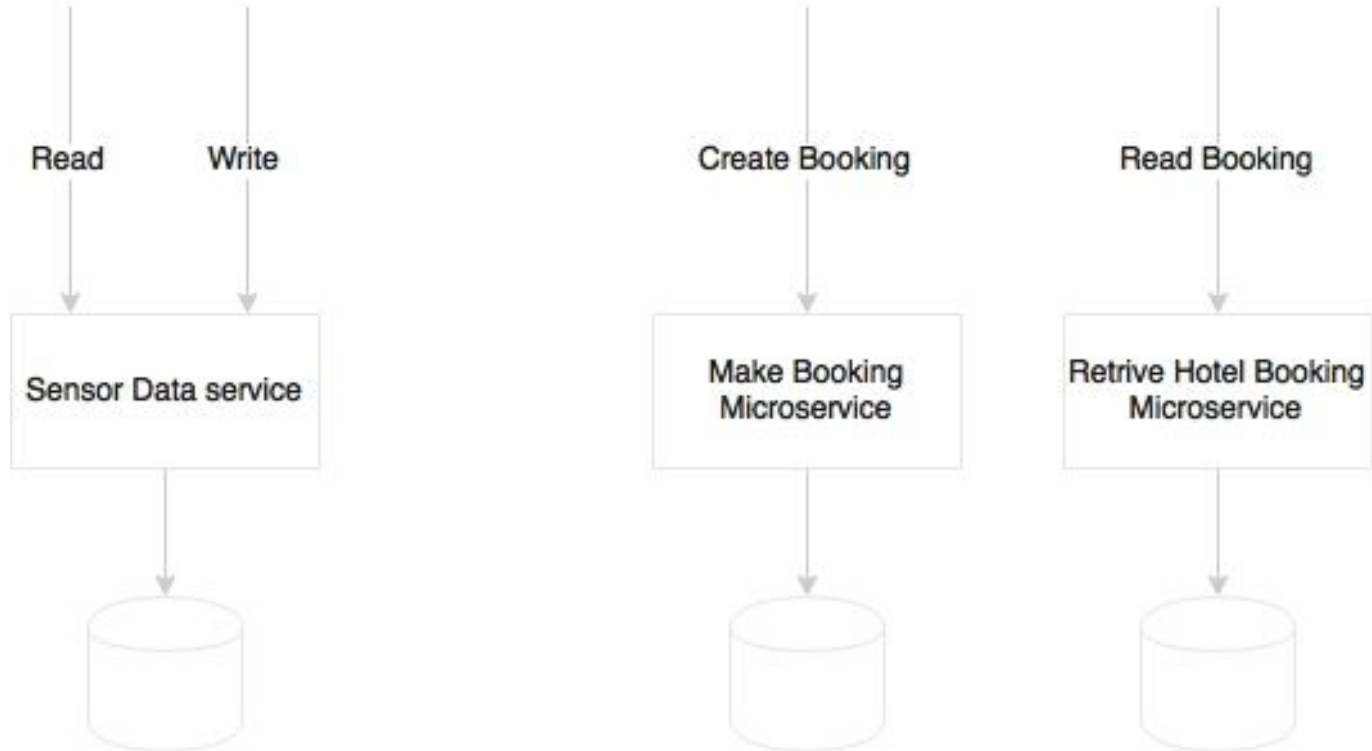 Read
Write
Create Booking
Read Booking
Sensor Data service
Make Booking
Microservice
Retrive Hotel Booking
Microservice